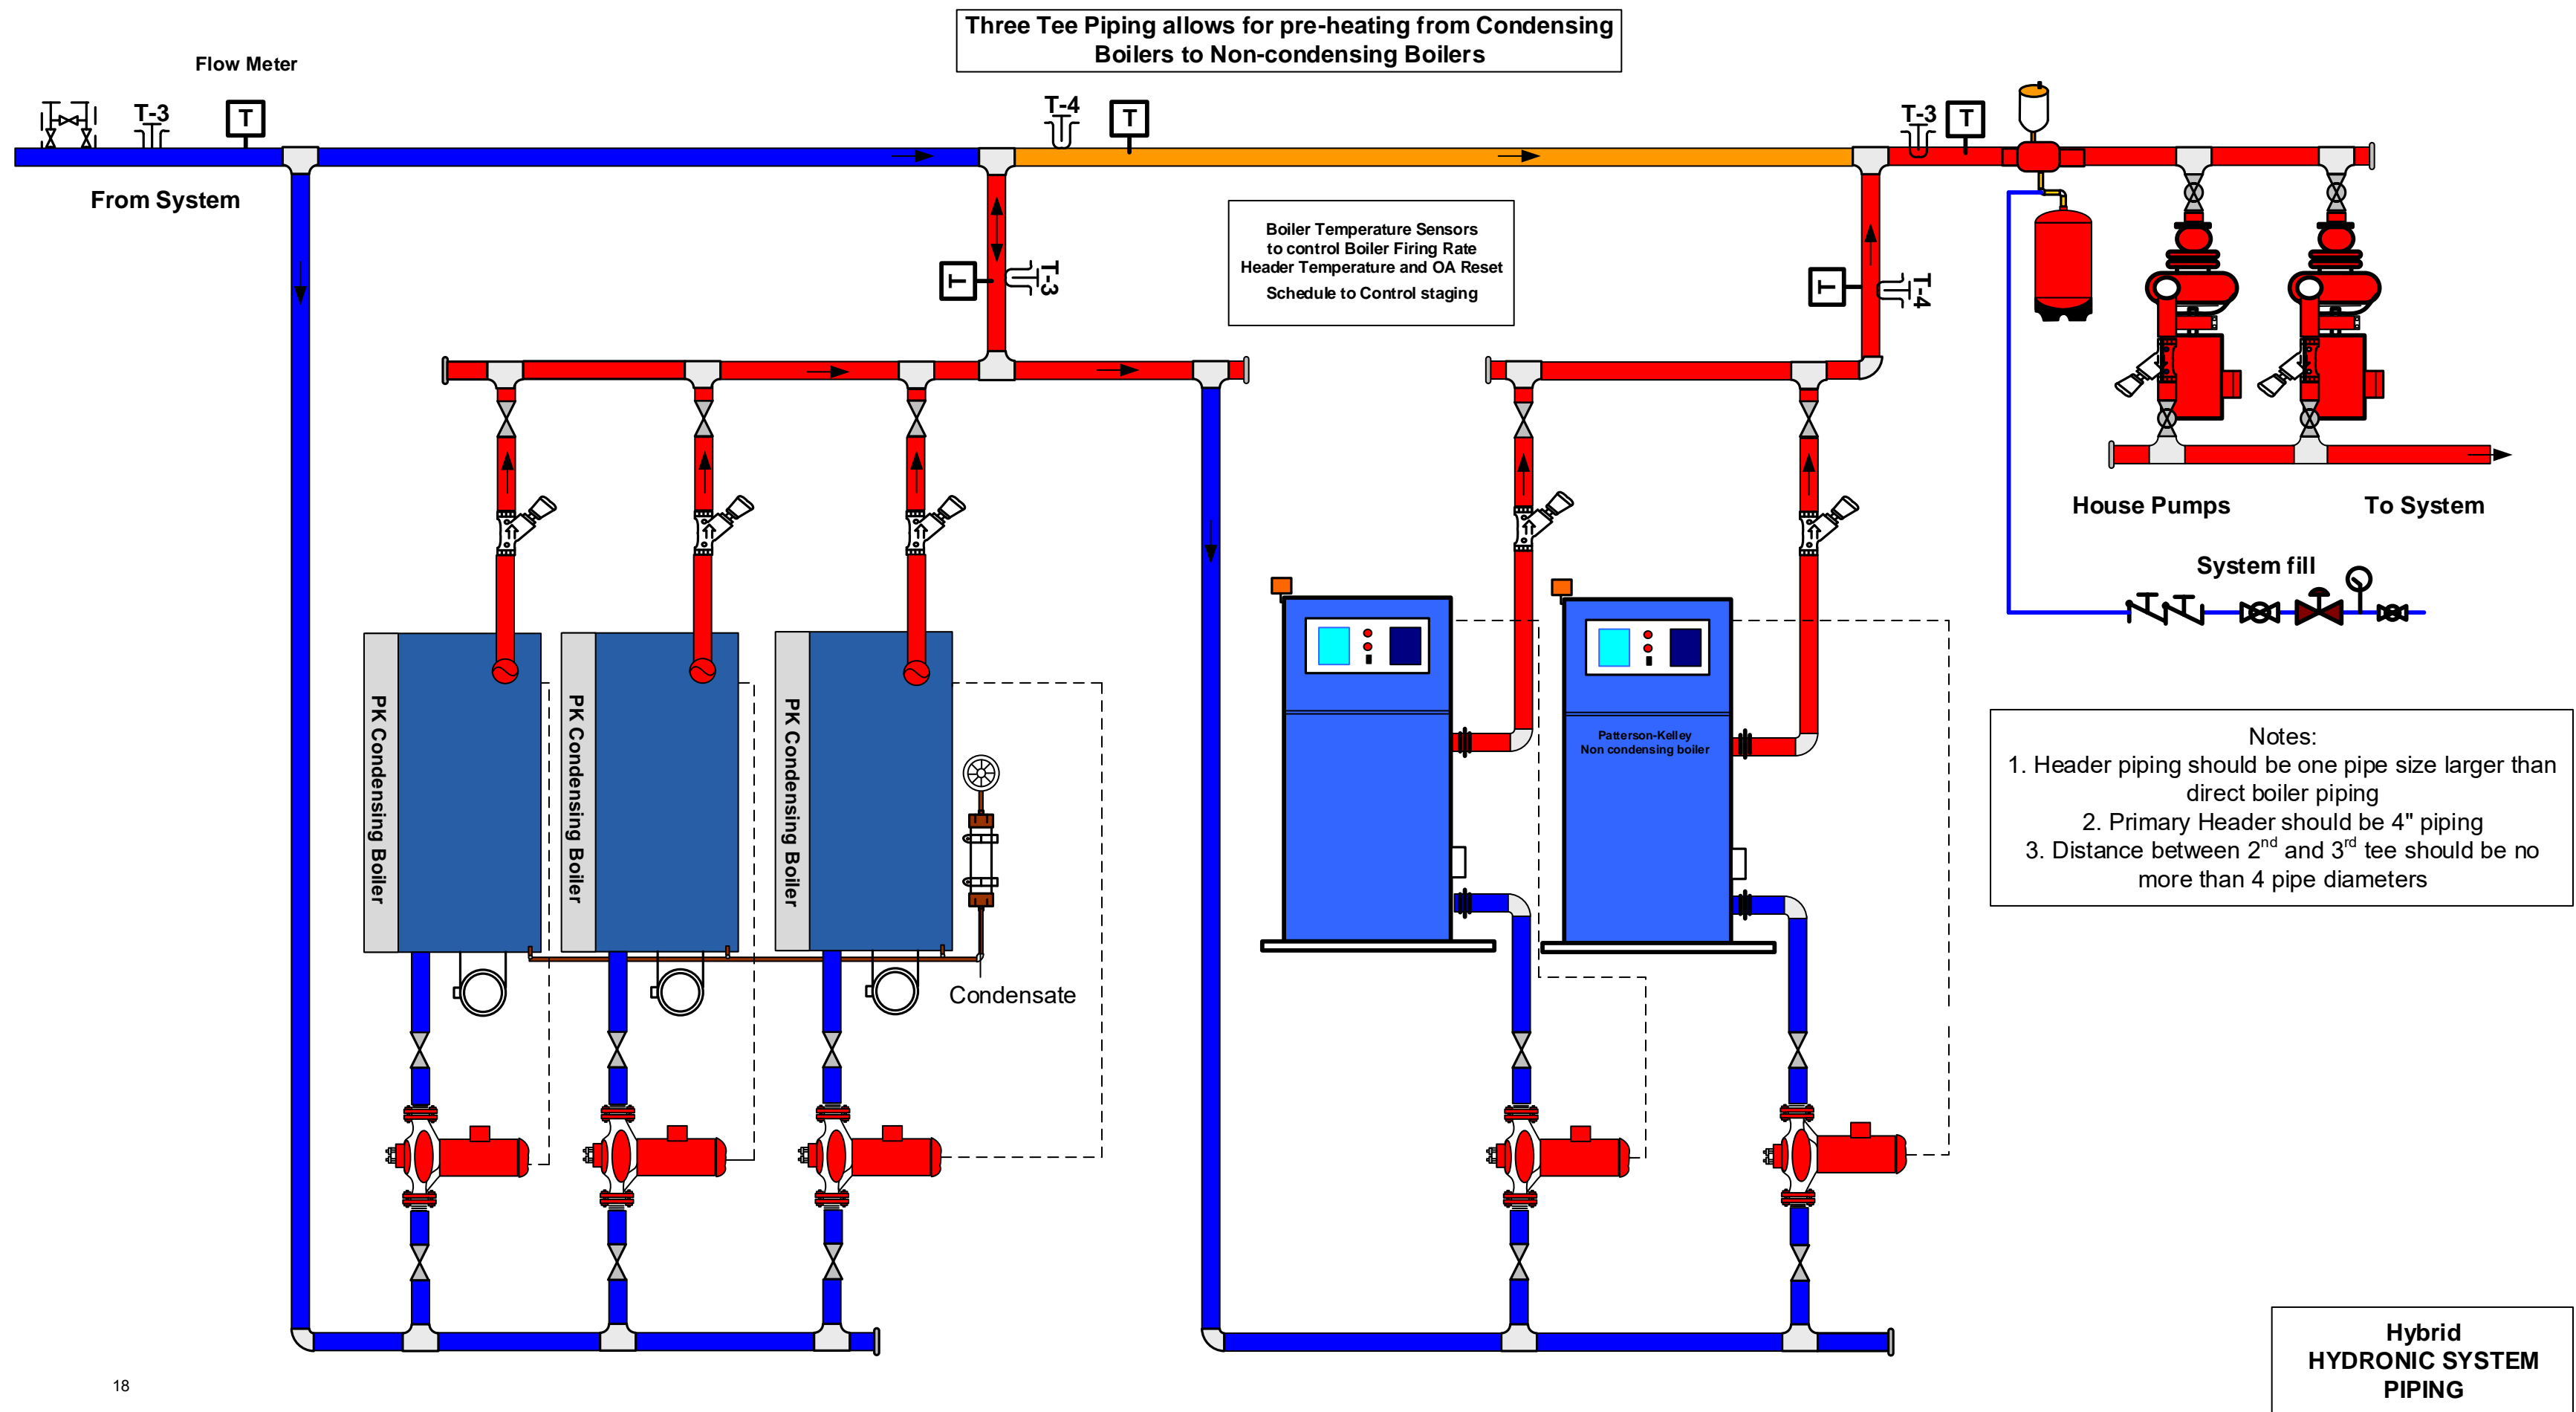 Three Tee Piping allows for pre-heating from Condensing
Boilers to Non-condensing Boilers
Flow Meter
T-3
T
T-4
T
T-3
T
From System
Boiler Temperature Sensors
to control Boiler Firing Rate
Header Temperature and OA Reset
Schedule to Control staging
T
T-3
T
T-4
House Pumps
To System
System fill
PK Condensing Boiler
PK Condensing Boiler
PK Condensing Boiler
Patterson-Kelley
Non condensing boiler
Notes:
1. Header piping should be one pipe size larger than
direct boiler piping
2. Primary Header should be 4" piping
3. Distance between 2nd and 3rd tee should be no
more than 4 pipe diameters
Condensate
Hybrid
HYDRONIC SYSTEM
PIPING
18